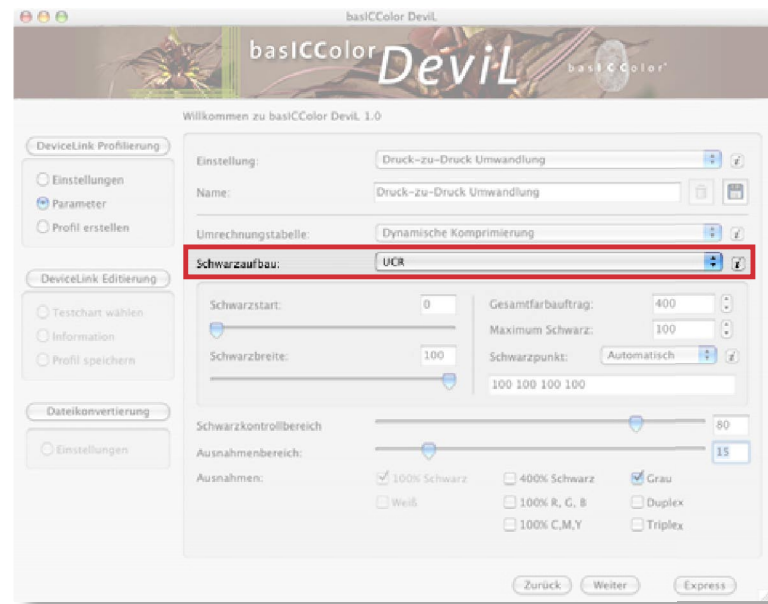 basICColor DeviL
basICColor DeviL
basICColor
Willkommen zu basICColor DeviL 1.0
DeviceLink Profilierung
Einstellungen
Parameter
Profil erstellen
DeviceLink Editierung
Testchart wählen
Information
Profil speichern
Dateikonvertierung
Einstellungen
Einstellung: Druck-zu-Druck Umwandlung i
Name: Druck-zu-Druck Umwandlung
Umrechnungstabelle: Dynamische Komprimierung i
Schwarzaufbau: UCR i
Schwarzstart: 0
Schwarzbreite: 100
Gesamtfarbauftrag: 400
Maximum Schwarz: 100
Schwarzpunkt: Automatisch i
100 100 100 100
Schwarzkontrollbereich 80
Ausnahmenbereich: 15
Ausnahmen: 100% Schwarz 400% Schwarz Grau
Weiß 100% R, G, B Duplex
100% C,M,Y Triplex
Zurück Weiter Express